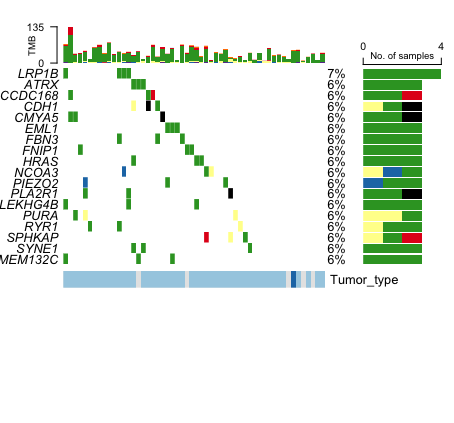 TMB
135
0
0 4
No. of samples
LRP1B 7%
ATRX 6%
CCDC168 6%
CDH1 6%
CMYA5 6%
EML1 6%
FBN3 6%
FNIP1 6%
HRAS 6%
NCOA3 6%
PIEZO2 6%
PLA2R1 6%
LEKHG4B 6%
PURA 6%
RYR1 6%
SPHKAP 6%
SYNE1 6%
MEM132C 6%
Tumor_type